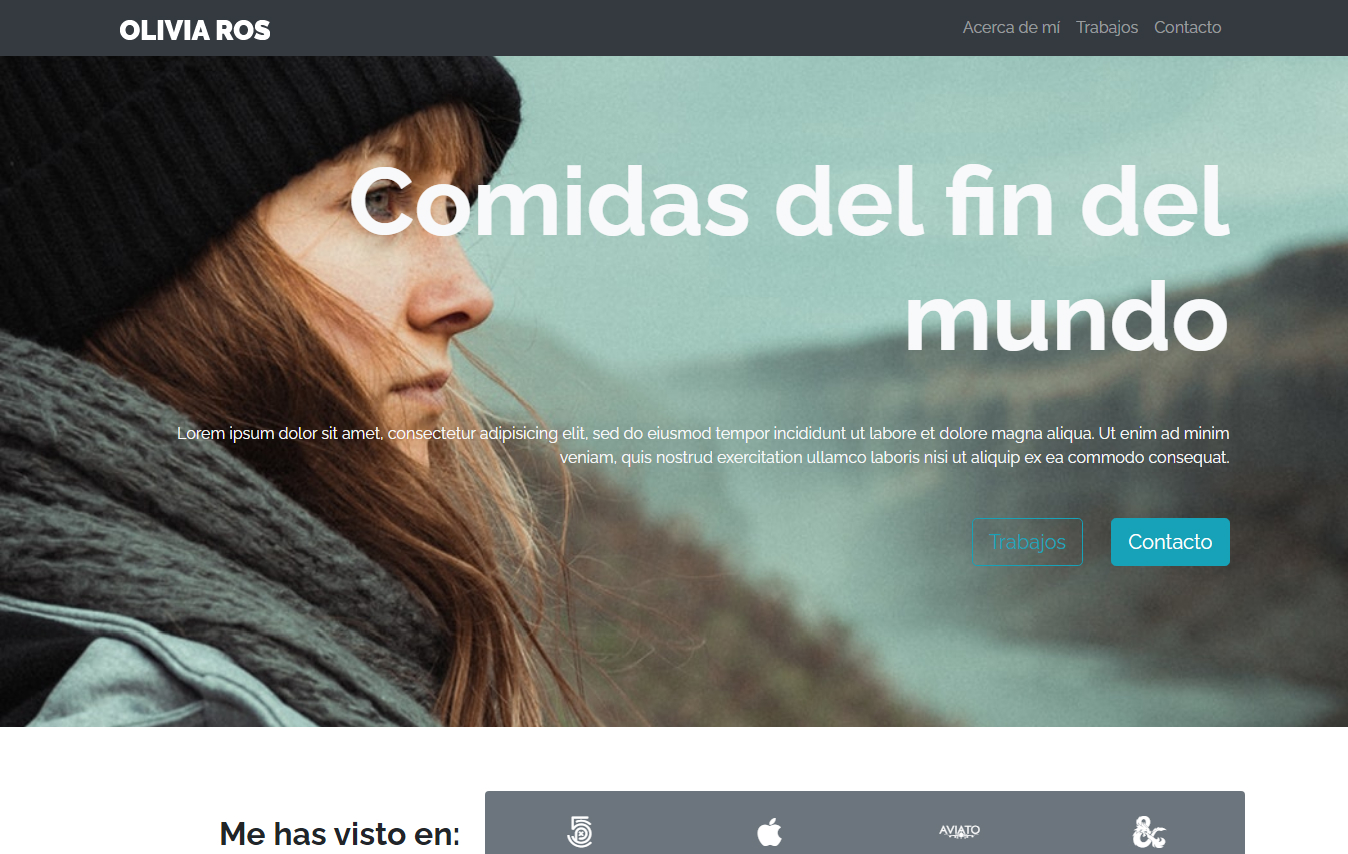 OLIVIA ROS
Acerca de mí Trabajos Contacto
Comidas del fin del
mundo
Lorem ipsum dolor sit amet, consectetur adipisicing elit, sed do eiusmod tempor incididunt ut labore et dolore magna aliqua. Ut enim ad minim
veniam, quis nostrud exercitation ullamco laboris nisi ut aliquip ex ea commodo consequat.
Trabajos Contacto
Me has visto en:
AVIATO